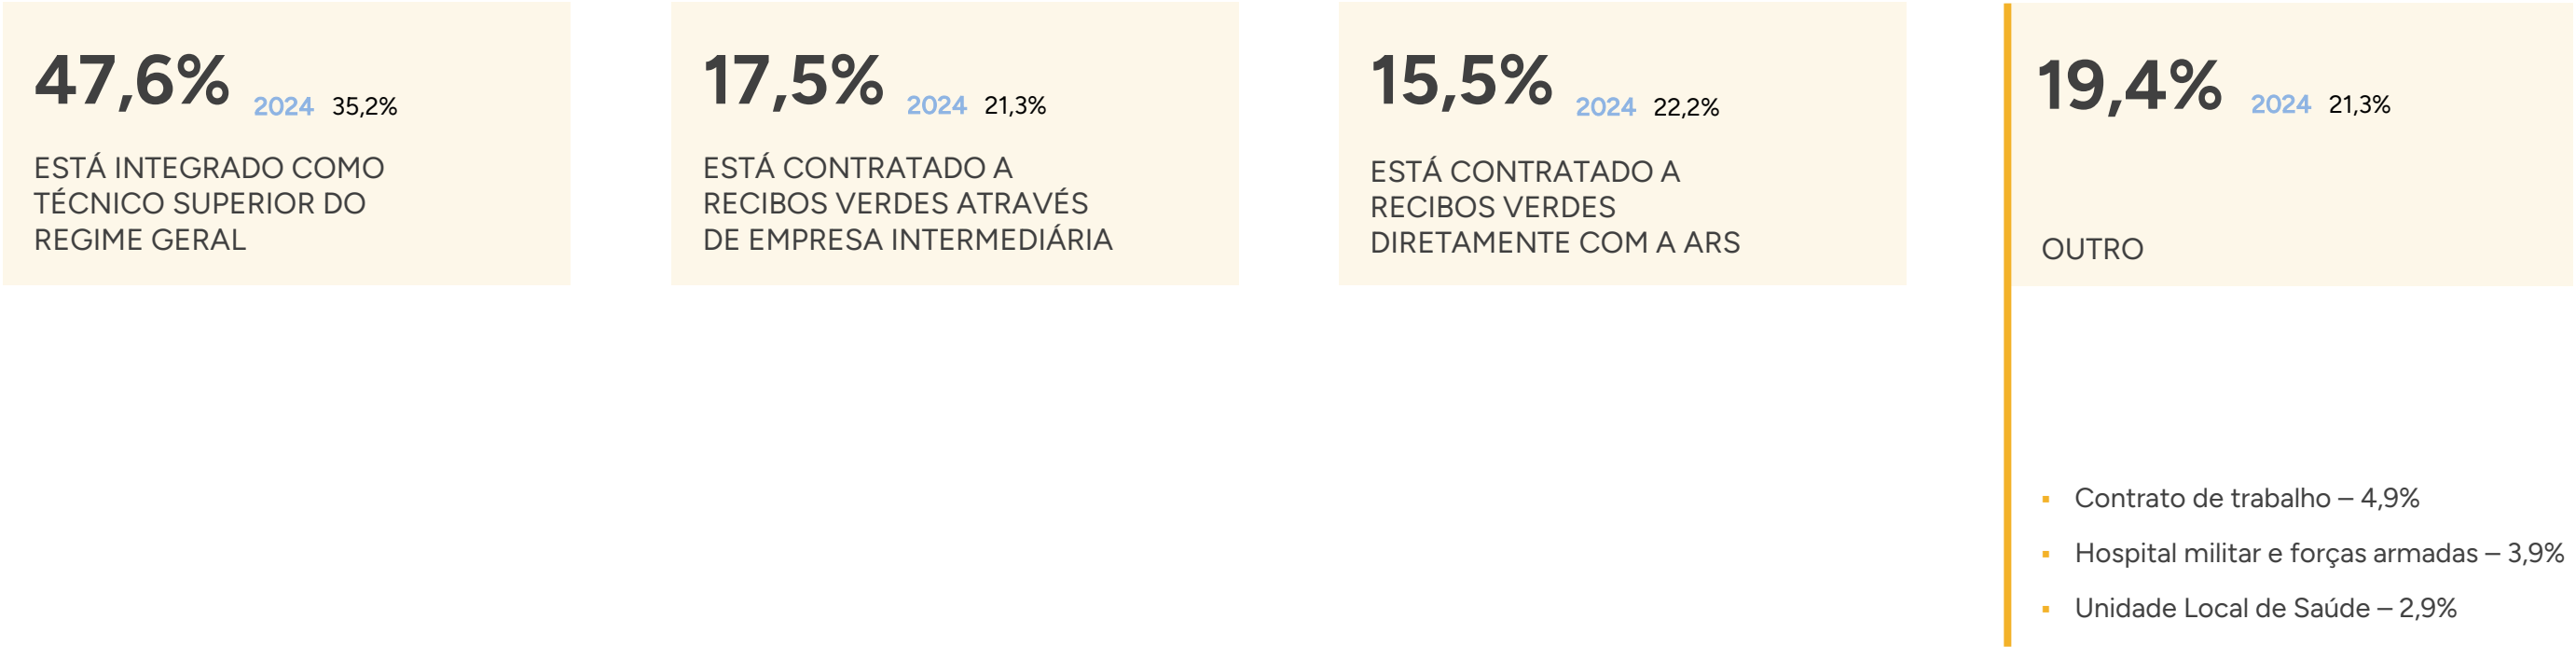 47,6% 2024 35,2%
ESTÁ INTEGRADO COMO
TÉCNICO SUPERIOR DO
REGIME GERAL
17,5% 2024 21,3%
ESTÁ CONTRATADO A
RECIBOS VERDES ATRAVÉS
DE EMPRESA INTERMEDIÁRIA
15,5% 2024 22,2%
ESTÁ CONTRATADO A
RECIBOS VERDES
DIRETAMENTE COM A ARS
19,4% 2024 21,3%
OUTRO
▪ Contrato de trabalho – 4,9%
▪ Hospital militar e forças armadas – 3,9%
▪ Unidade Local de Saúde – 2,9%